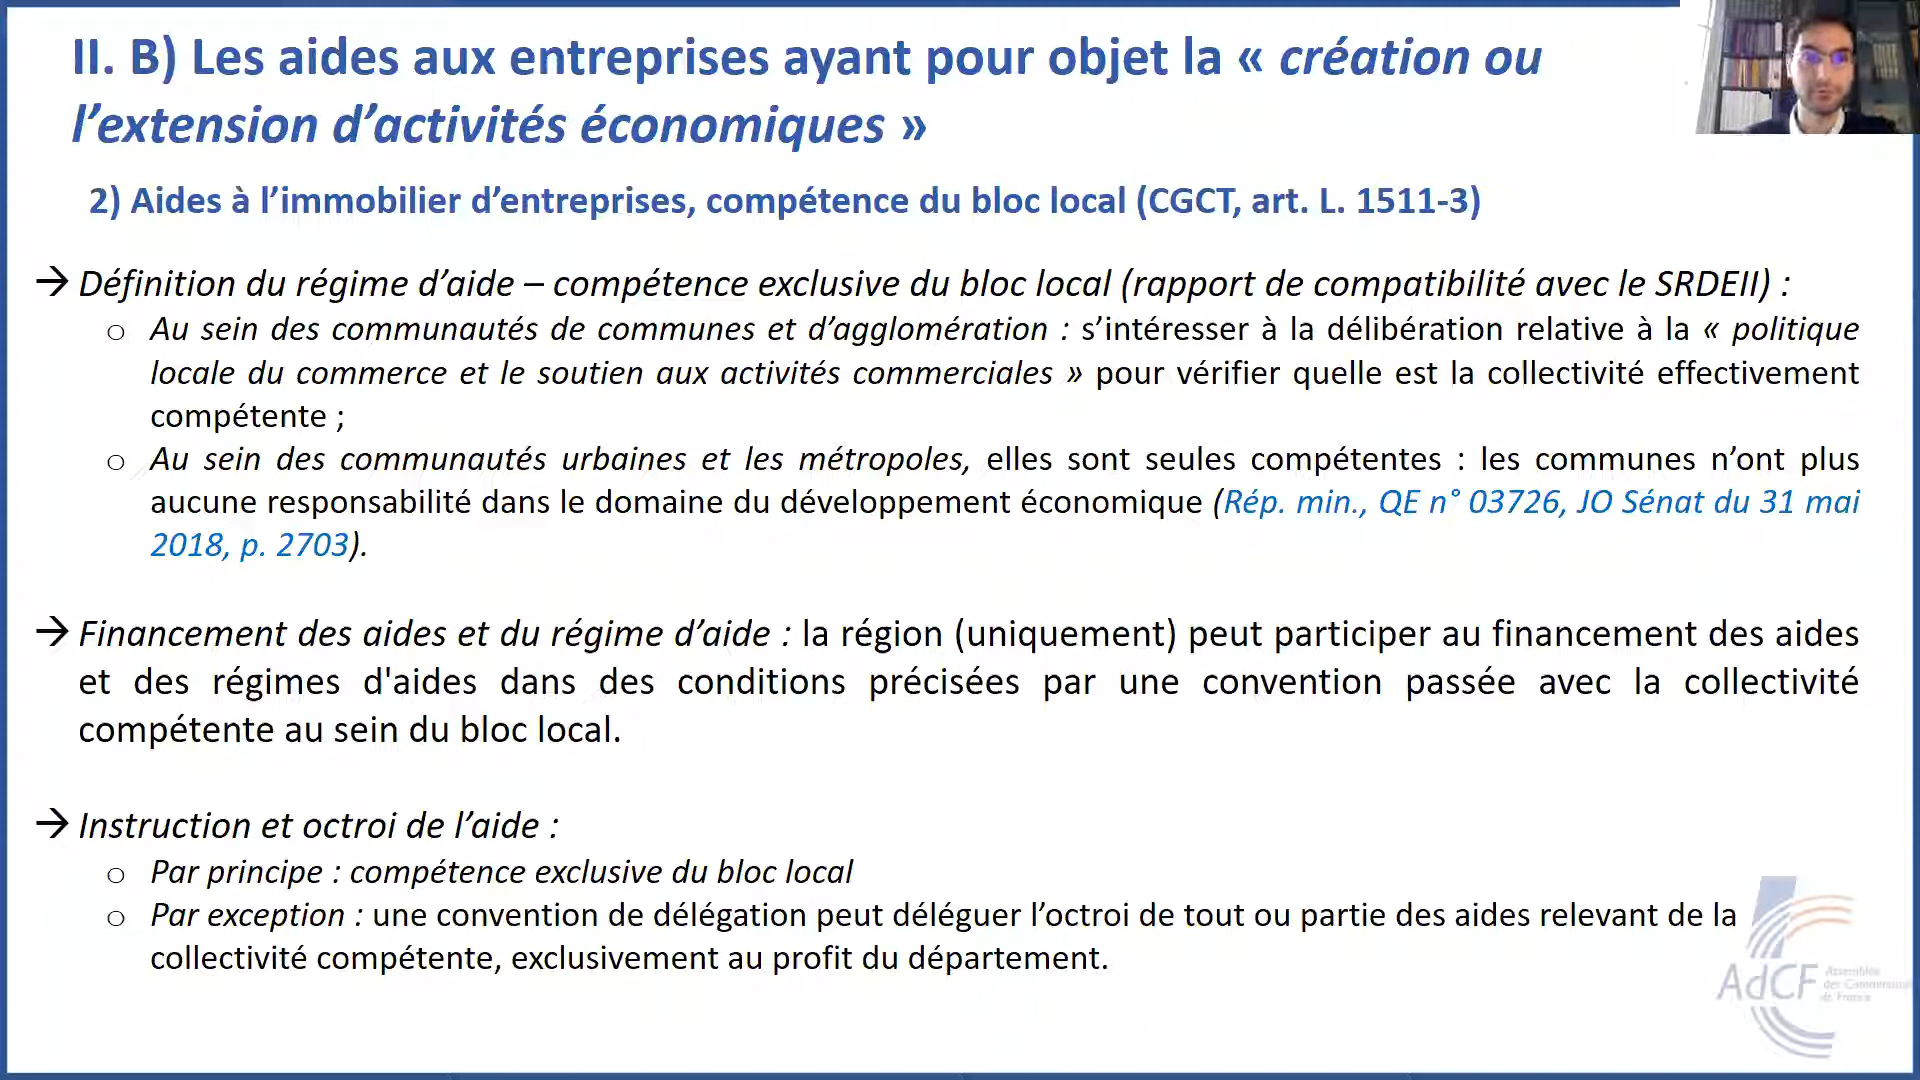 II. B) Les aides aux entreprises ayant pour objet la « création ou
l’extension d’activités économiques »
2) Aides à l’immobilier d’entreprises, compétence du bloc local (CGCT, art. L. 1511-3)
→ Définition du régime d’aide – compétence exclusive du bloc local (rapport de compatibilité avec le SRDEII) :
o Au sein des communautés de communes et d’agglomération : s’intéresser à la délibération relative à la « politique
locale du commerce et le soutien aux activités commerciales » pour vérifier quelle est la collectivité effectivement
compétente ;
o Au sein des communautés urbaines et les métropoles, elles sont seules compétentes : les communes n’ont plus
aucune responsabilité dans le domaine du développement économique (Rép. min., QE n° 03726, JO Sénat du 31 mai
2018, p. 2703).
→ Financement des aides et du régime d’aide : la région (uniquement) peut participer au financement des aides
et des régimes d'aides dans des conditions précisées par une convention passée avec la collectivité
compétente au sein du bloc local.
→ Instruction et octroi de l’aide :
o Par principe : compétence exclusive du bloc local
o Par exception : une convention de délégation peut déléguer l’octroi de tout ou partie des aides relevant de la
collectivité compétente, exclusivement au profit du département.
AdCF
Assemblée
des Communautés
de France